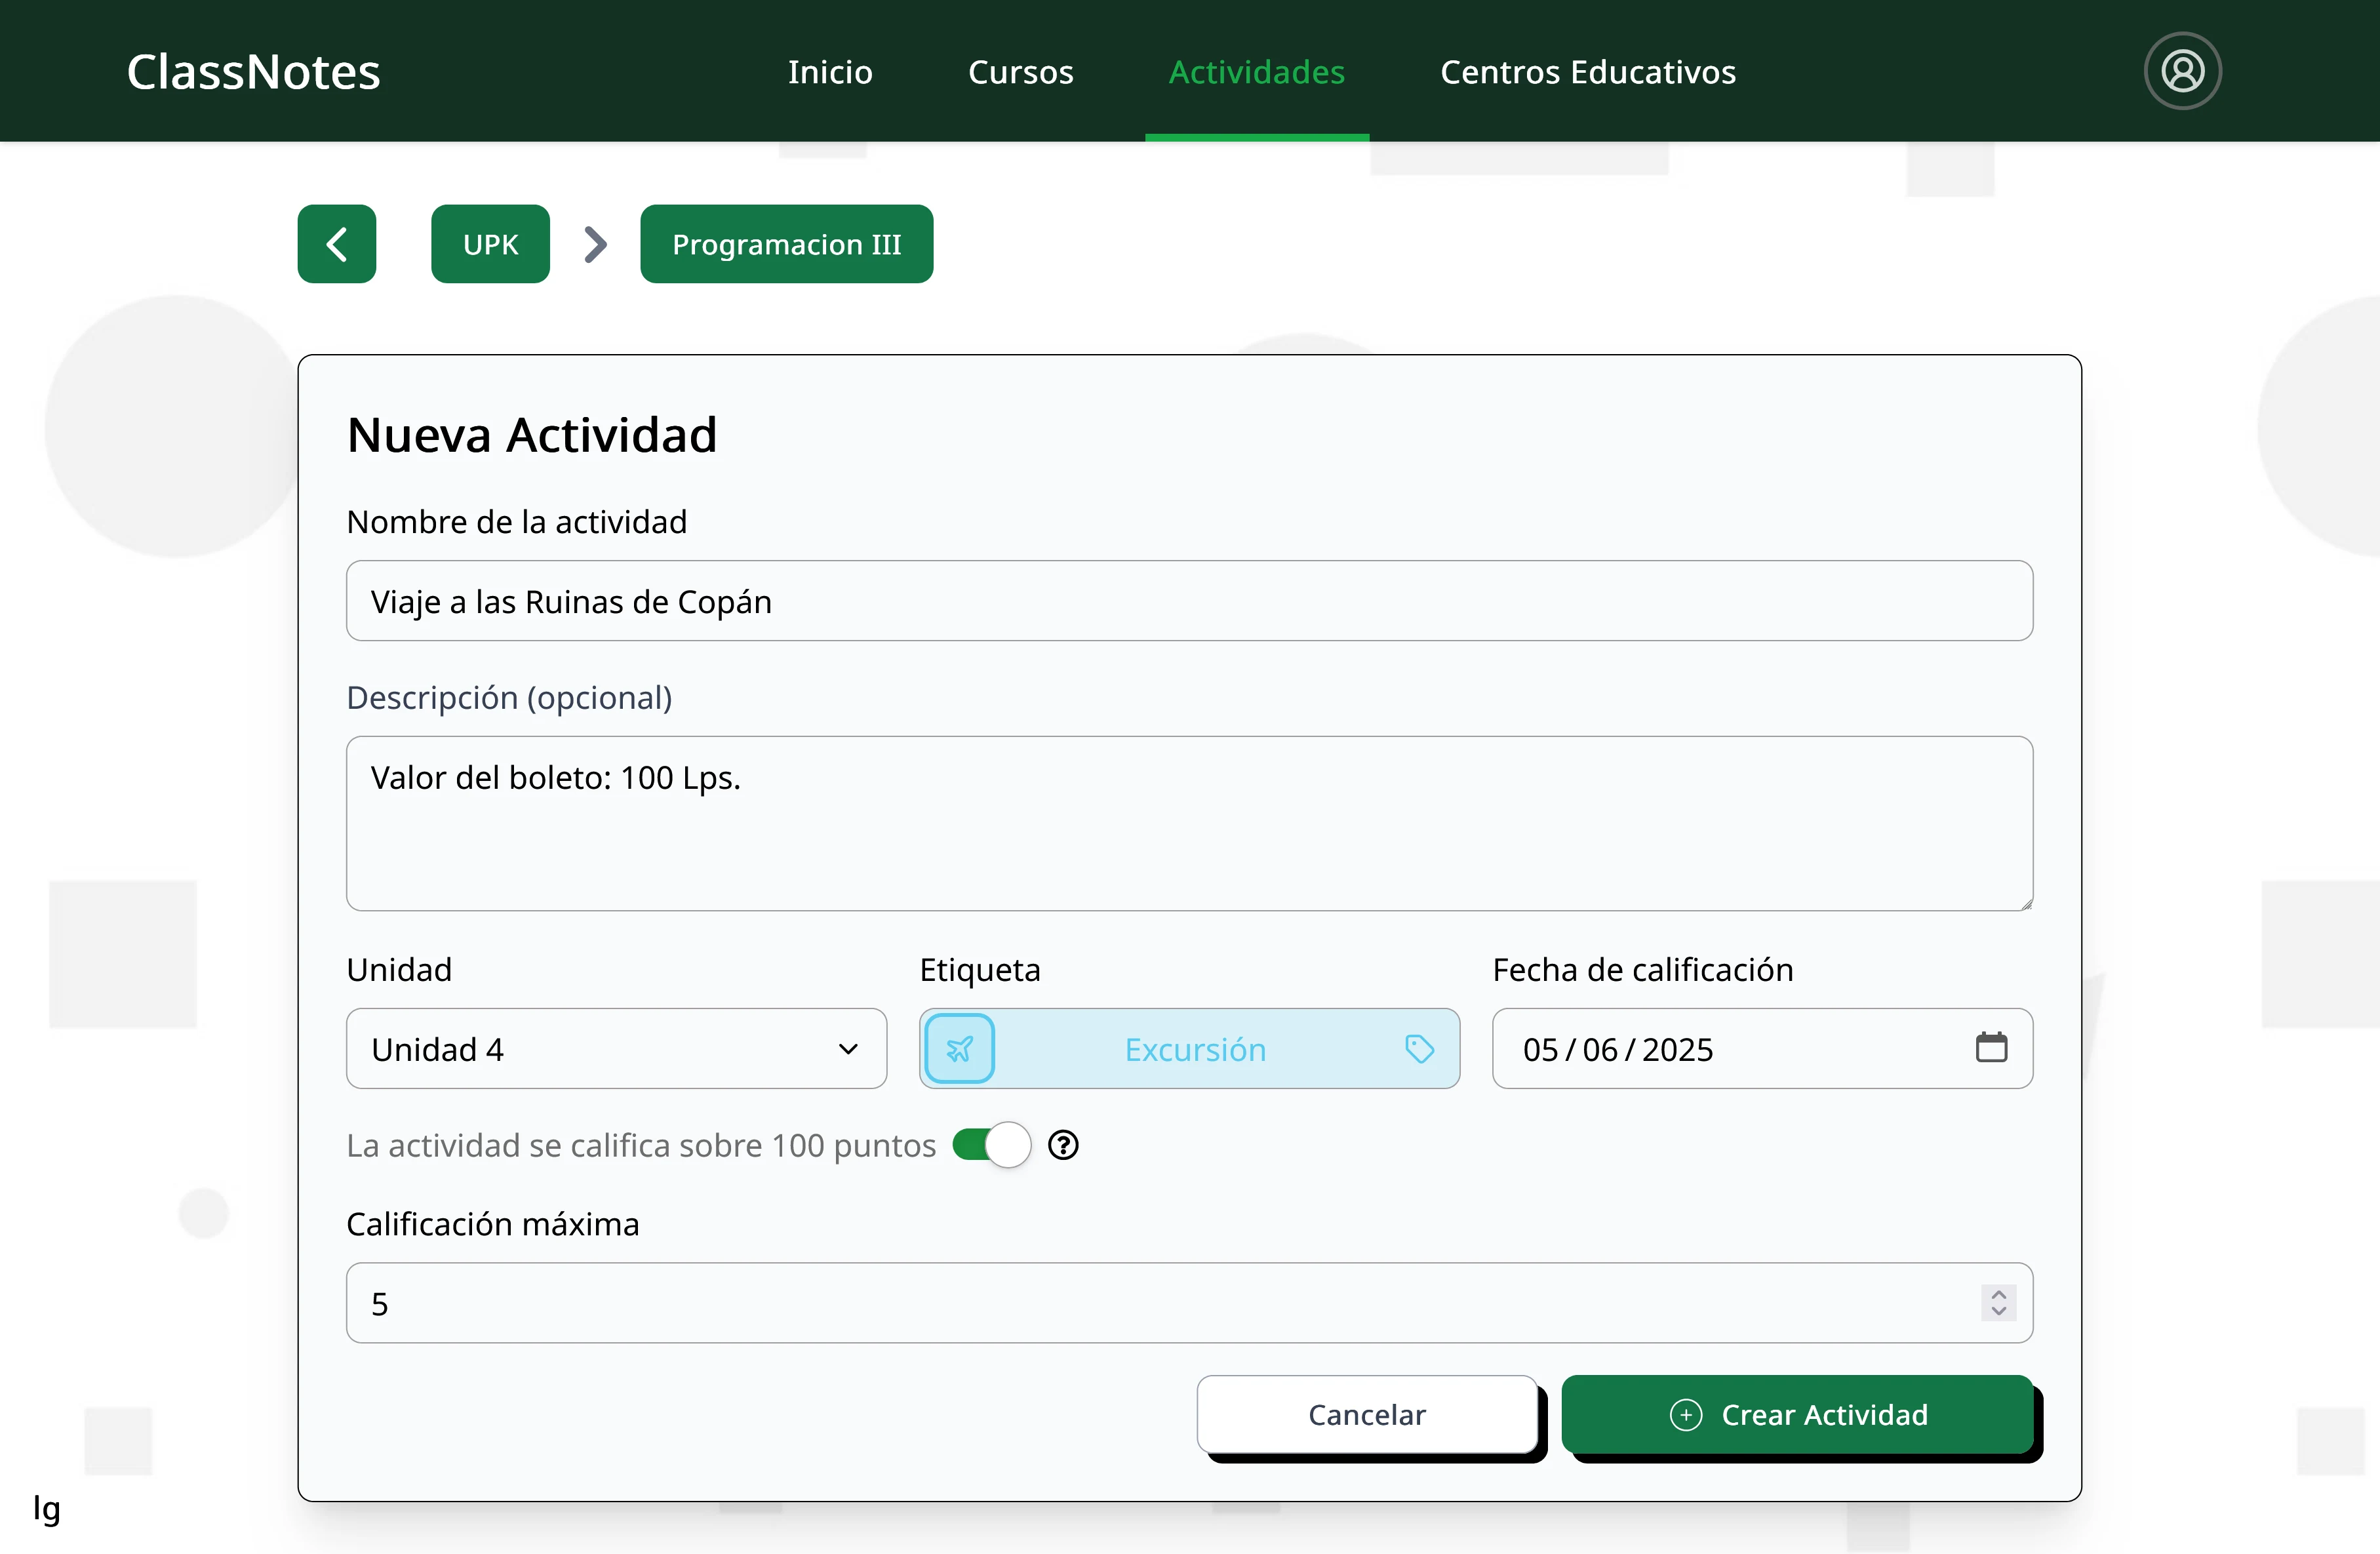 ClassNotes Inicio Cursos Actividades Centros Educativos
UPK Programacion III
Nueva Actividad
Nombre de la actividad
Viaje a las Ruinas de Copán
Descripción (opcional)
Valor del boleto: 100 Lps.
Unidad Etiqueta Fecha de calificación
Unidad 4 Excursión 05/06/2025
La actividad se califica sobre 100 puntos ?
Calificación máxima
5
Cancelar Crear Actividad
lg